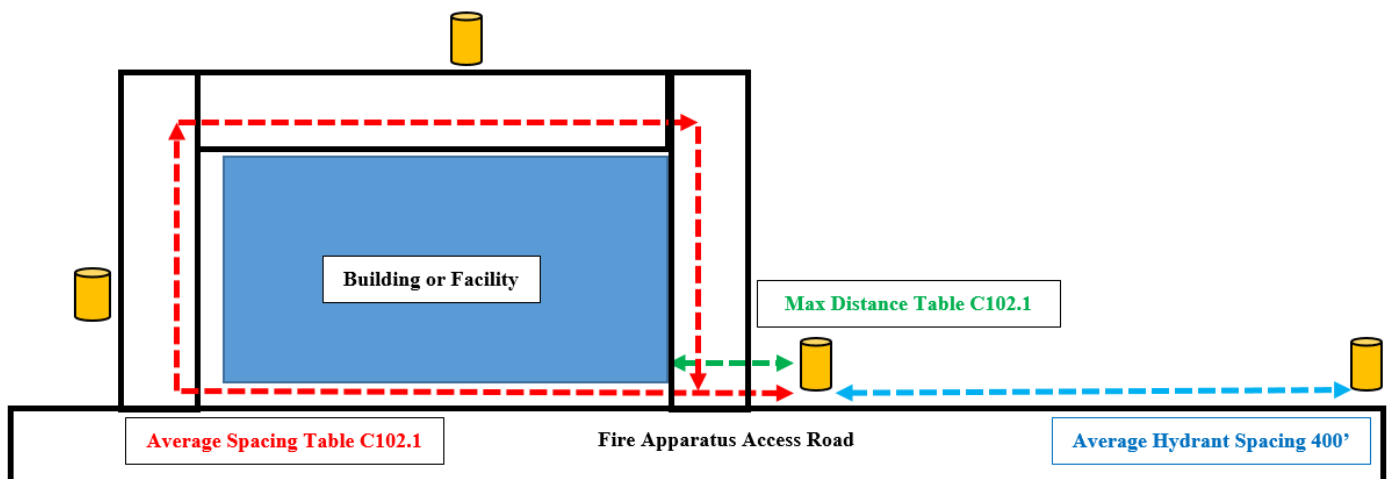 Building or Facility
Max Distance Table C102.1
Average Spacing Table C102.1
Fire Apparatus Access Road
Average Hydrant Spacing 400’